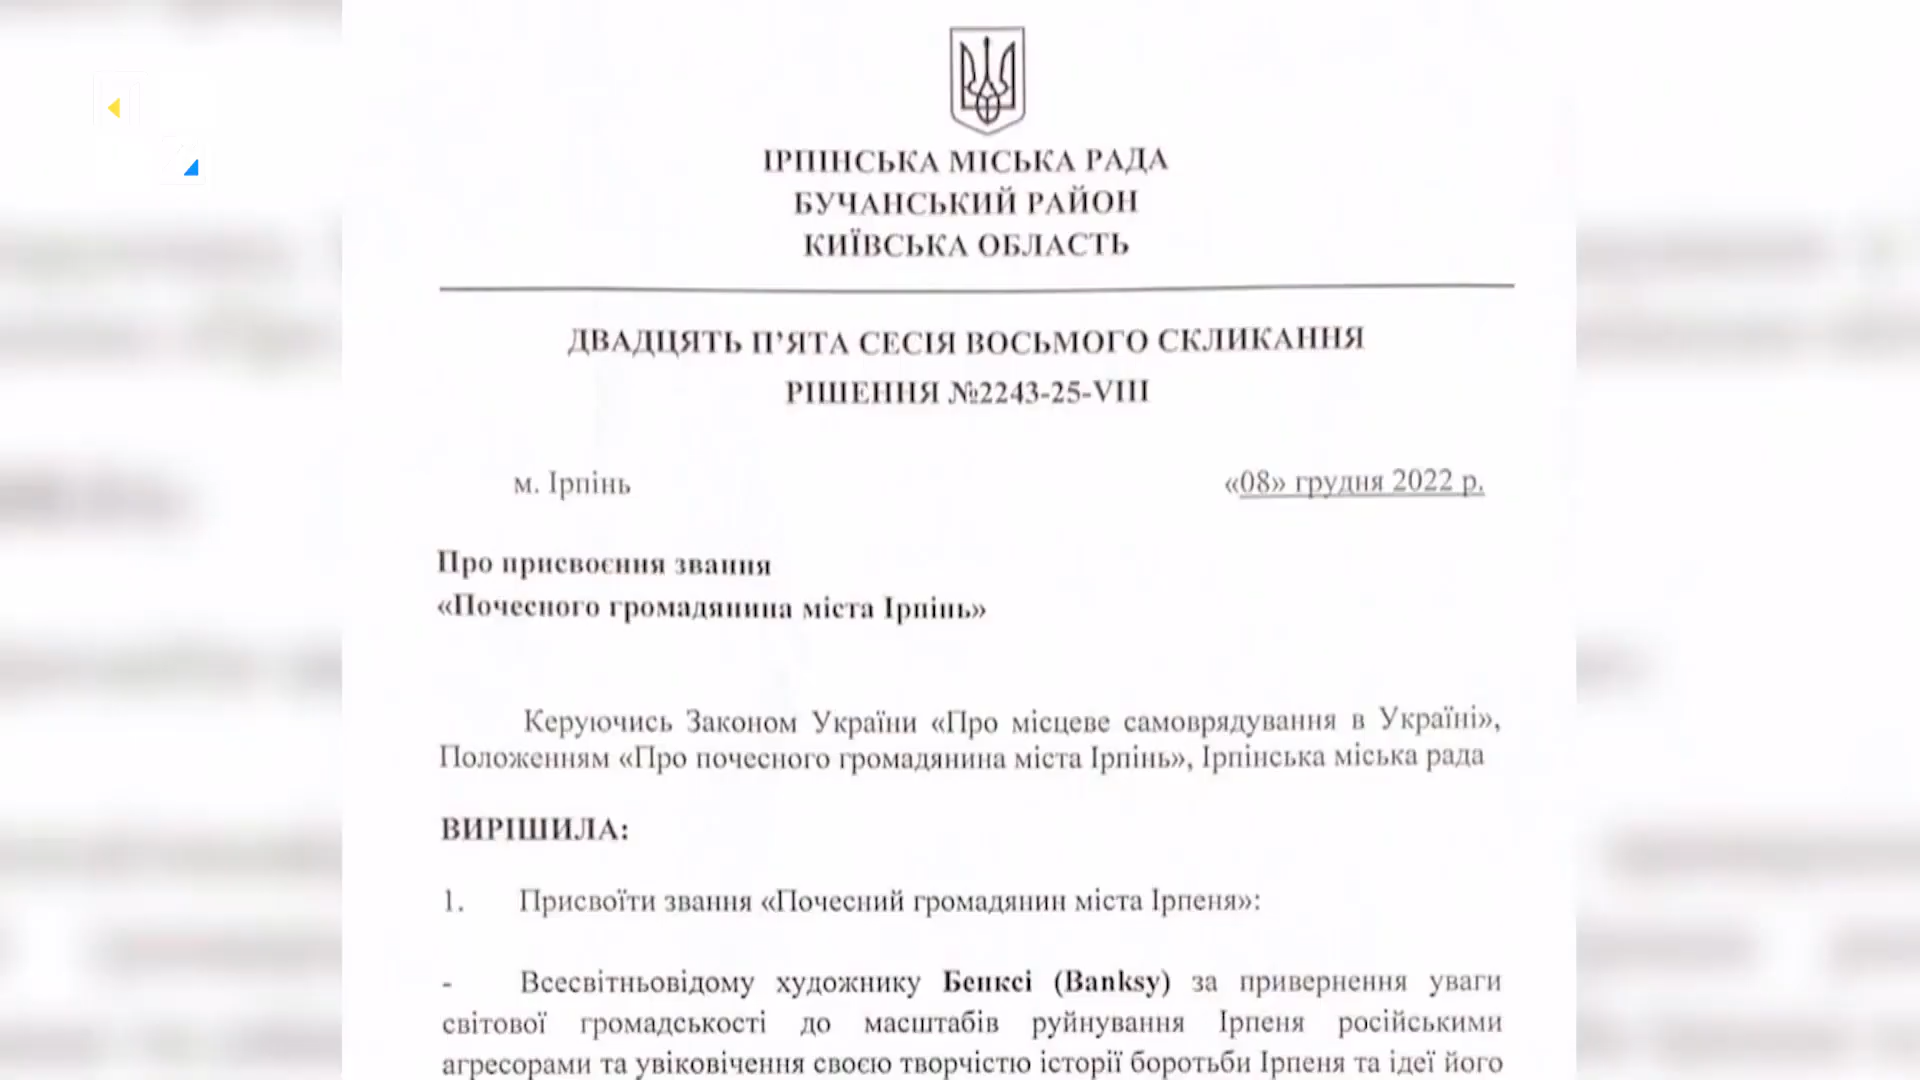 ІРПІНСЬКА МІСЬКА РАДА
БУЧАНСЬКИЙ РАЙОН
КИЇВСЬКА ОБЛАСТЬ
ДВАДЦЯТЬ П’ЯТА СЕСІЯ ВОСЬМОГО СКЛИКАННЯ
РІШЕННЯ №2243-25-VIII
м. Ірпінь «08» грудня 2022 р.
Про присвоєння звання
«Почесного громадянина міста Ірпінь»
Керуючись Законом України «Про місцеве самоврядування в Україні»,
Положенням «Про почесного громадянина міста Ірпінь», Ірпінська міська рада
ВИРІШИЛА:
1. Присвоїти звання «Почесний громадянин міста Ірпеня»:
- Всесвітньовідому художнику Бенксі (Banksy) за привернення уваги
світової громадськості до масштабів руйнування Ірпеня російськими
агресорами та увіковічення своєю творчістю історії боротьби Ірпеня та ідеї його